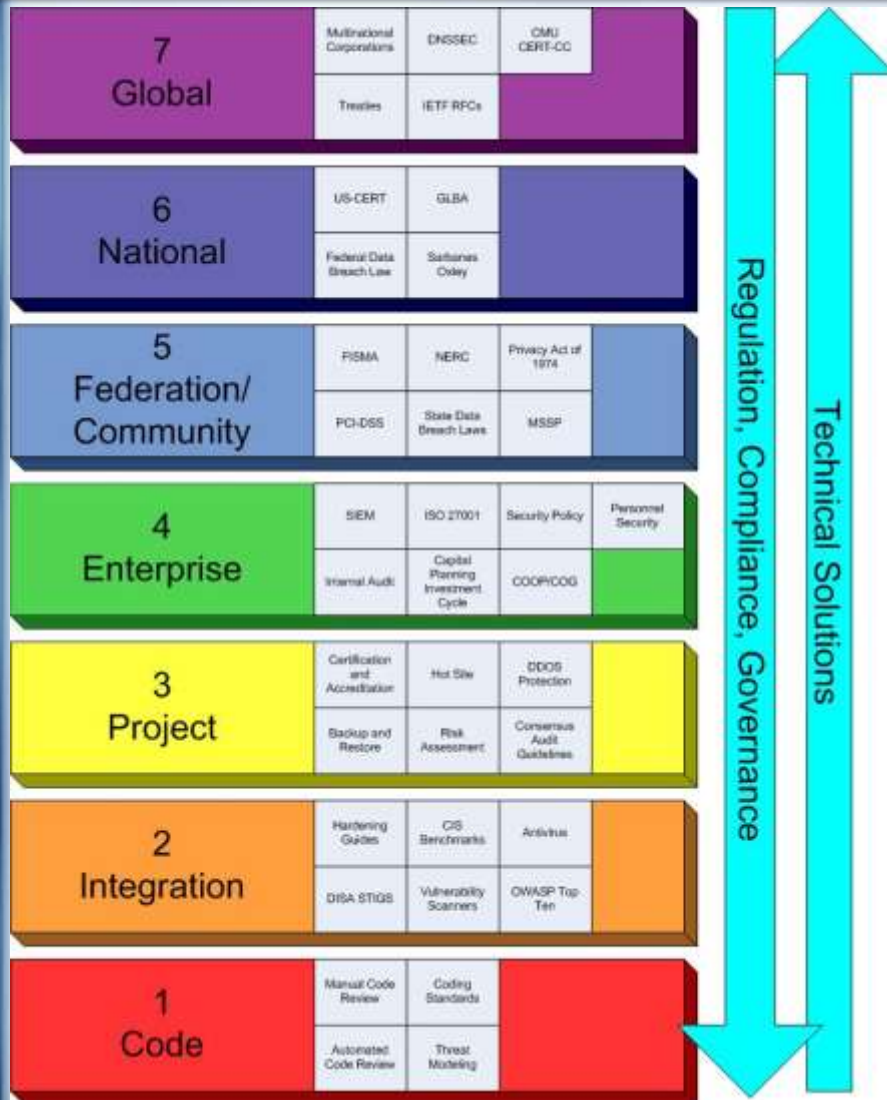 7
Global
Multinational
Corporations
DNSSEC
CMU
CERT-CC
Treaties
IETF RFCs
6
National
US-CERT
GLBA
Federal Data
Breach Law
Sarbanes
Oxley
5
Federation/
Community
FISMA
NERC
Privacy Act of
1974
PCI-DSS
State Data
Breach Laws
MSSP
4
Enterprise
SIEM
ISO 27001
Security Policy
Personnel
Security
Internal Audit
Capital
Planning
Investment
Cycle
COOP/COG
3
Project
Certification
and
Accreditation
Hot Site
DDOS
Protection
Backup and
Restore
Risk
Assessment
Consensus
Audit
Guidelines
2
Integration
Hardening
Guides
CIS
Benchmarks
Antivirus
DISA STIGS
Vulnerability
Scanners
OWASP Top
Ten
1
Code
Manual Code
Review
Coding
Standards
Automated
Code Review
Threat
Modeling
Regulation, Compliance, Governance
Technical Solutions